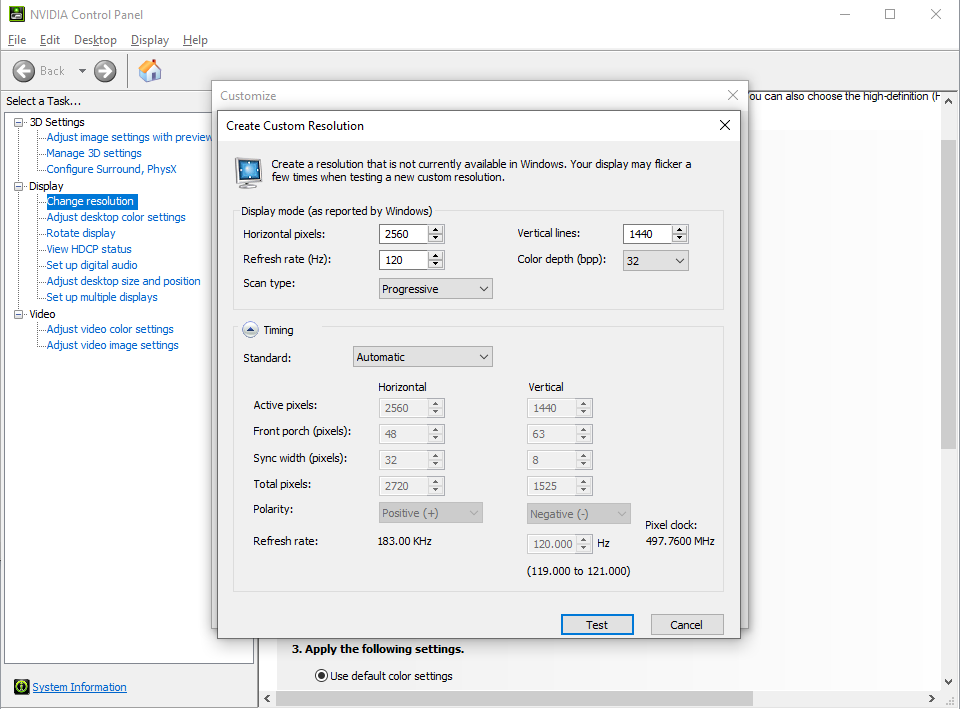 NVIDIA Control Panel
File Edit Desktop Display Help
Back
Select a Task...
3D Settings
Adjust image settings with preview
Manage 3D settings
Configure Surround, PhysX
Display
Change resolution
Adjust desktop color settings
Rotate display
View HDCP status
Set up digital audio
Adjust desktop size and position
Set up multiple displays
Video
Adjust video color settings
Adjust video image settings
System Information
you can also choose the high-definition (H
Customize
Create Custom Resolution
Create a resolution that is not currently available in Windows. Your display may flicker a
few times when testing a new custom resolution.
Display mode (as reported by Windows)
Horizontal pixels: 2560 Vertical lines: 1440
Refresh rate (Hz): 120 Color depth (bpp): 32
Scan type: Progressive
Timing
Standard: Automatic
Horizontal Vertical
Active pixels: 2560 1440
Front porch (pixels): 48 63
Sync width (pixels): 32 8
Total pixels: 2720 1525
Polarity: Positive (+) Negative (-)
Pixel clock:
Refresh rate: 183.00 KHz 120.000 Hz 497.7600 MHz
(119.000 to 121.000)
Test Cancel
3. Apply the following settings.
Use default color settings